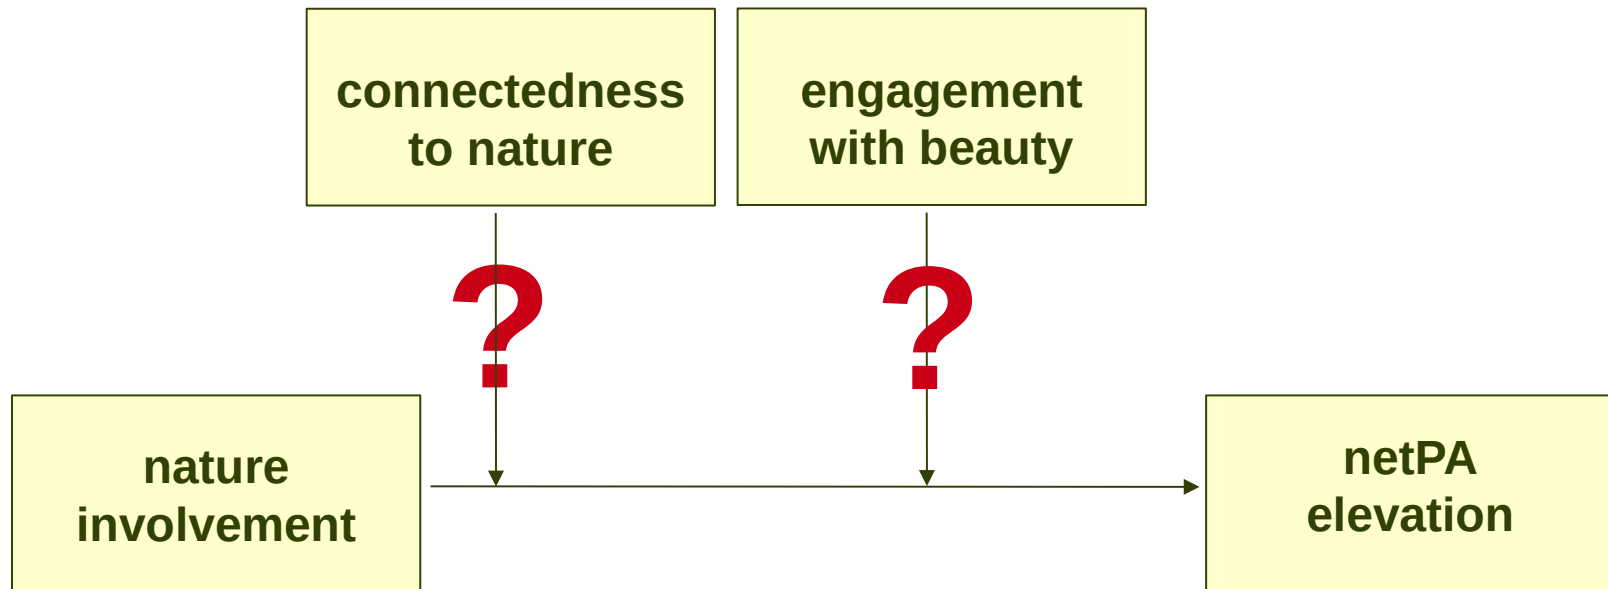 connectedness
to nature
engagement
with beauty
?
?
nature
involvement
netPA
elevation